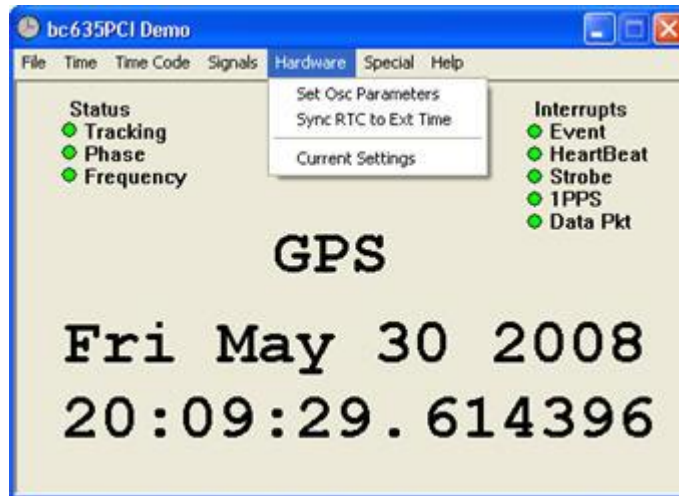 bc635PCI Demo
File Time Time Code Signals Hardware Special Help
Set Osc Parameters
Sync RTC to Ext Time
Current Settings
Status
Tracking
Phase
Frequency
Interrupts
Event
HeartBeat
Strobe
1PPS
Data Pkt
GPS
Fri May 30 2008
20:09:29.614396